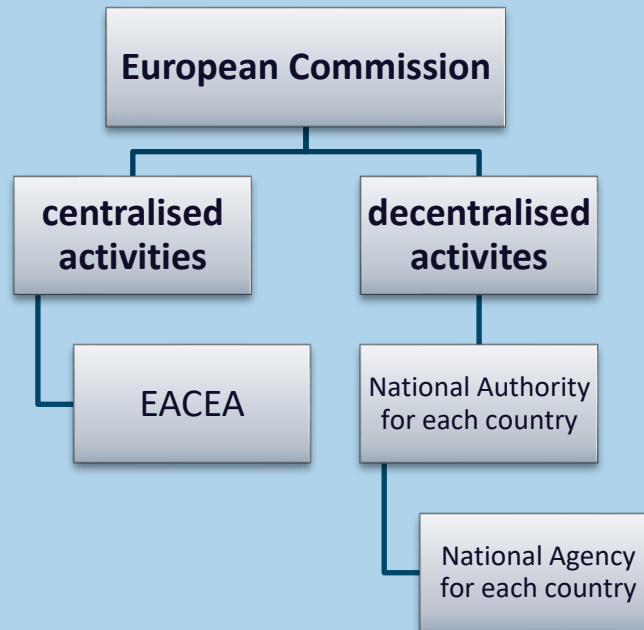 European Commission
centralised
activities
decentralised
activites
EACEA
National Authority
for each country
National Agency
for each country